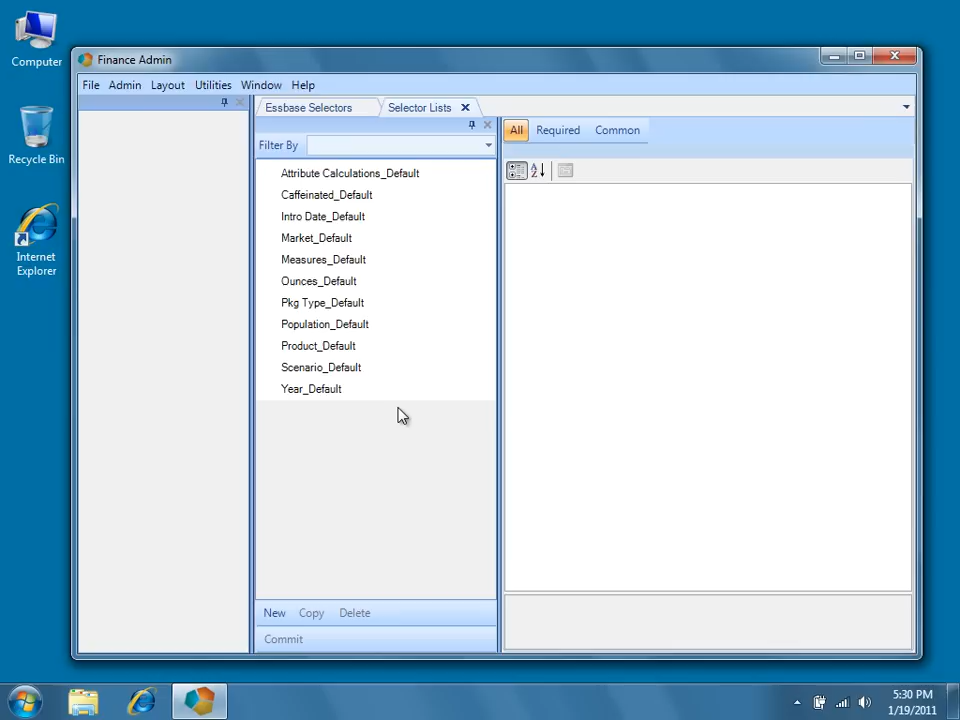 Computer
Recycle Bin
Internet
Explorer
Finance Admin
File Admin Layout Utilities Window Help
Essbase Selectors Selector Lists
Filter By
Attribute Calculations_Default
Caffeinated_Default
Intro Date_Default
Market_Default
Measures_Default
Ounces_Default
Pkg Type_Default
Population_Default
Product_Default
Scenario_Default
Year_Default
New Copy Delete
Commit
All Required Common
5:30 PM
1/19/2011